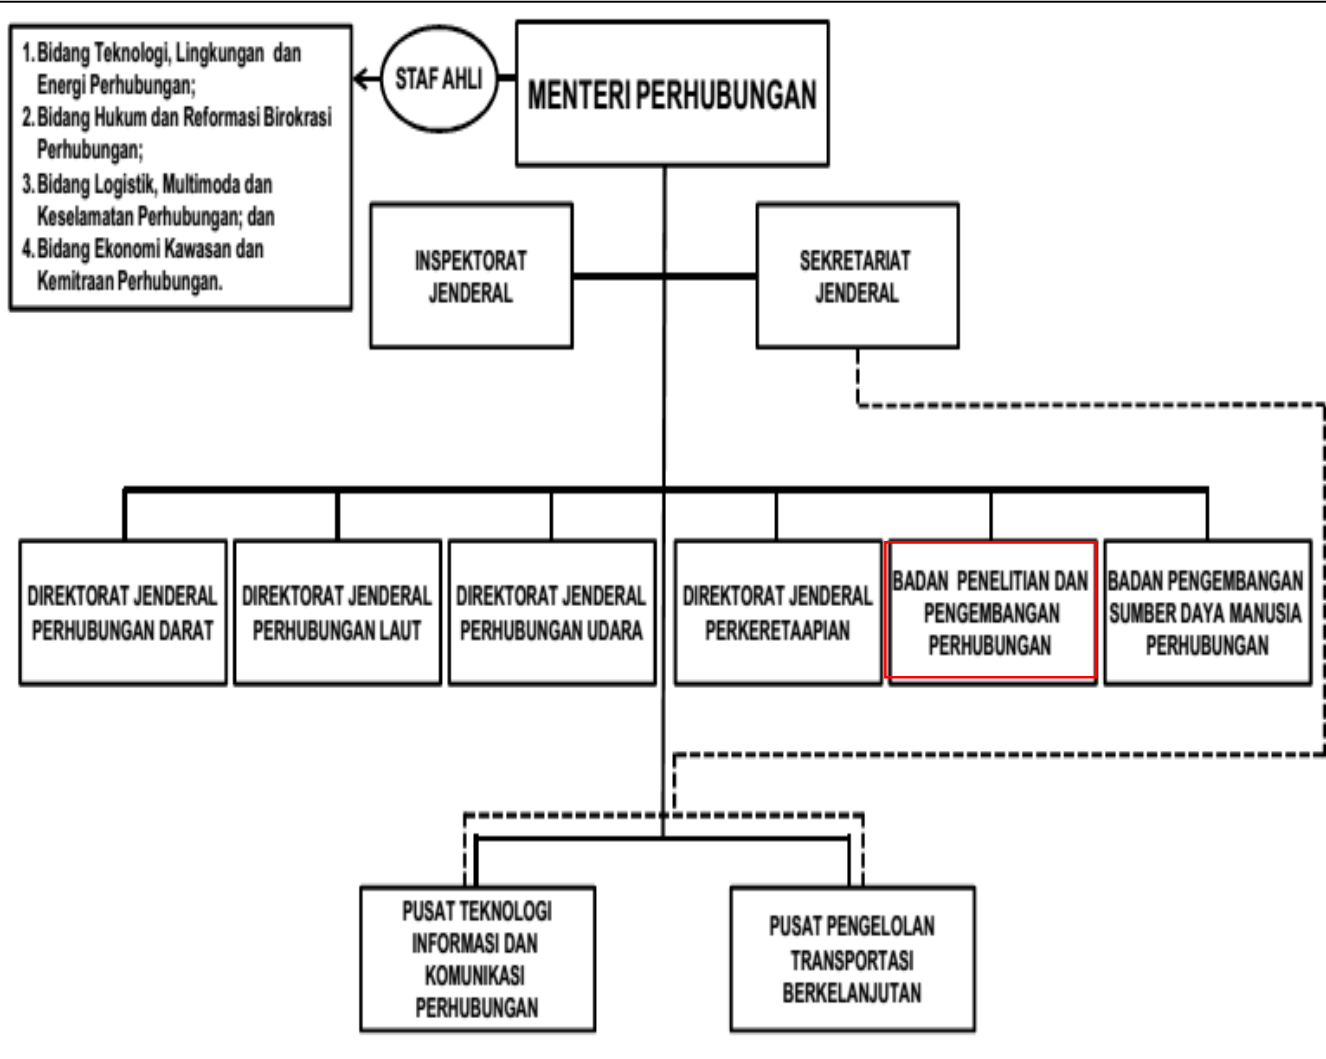 1. Bidang Teknologi, Lingkungan dan
Energi Perhubungan;
2. Bidang Hukum dan Reformasi Birokrasi
Perhubungan;
3. Bidang Logistik, Multimoda dan
Keselamatan Perhubungan; dan
4. Bidang Ekonomi Kawasan dan
Kemitraan Perhubungan.
STAF AHLI
MENTERI PERHUBUNGAN
INSPEKTORAT
JENDERAL
SEKRETARIAT
JENDERAL
DIREKTORAT JENDERAL
PERHUBUNGAN DARAT
DIREKTORAT JENDERAL
PERHUBUNGAN LAUT
DIREKTORAT JENDERAL
PERHUBUNGAN UDARA
DIREKTORAT JENDERAL
PERKERETAAPIAN
BADAN PENELITIAN DAN
PENGEMBANGAN
PERHUBUNGAN
BADAN PENGEMBANGAN
SUMBER DAYA MANUSIA
PERHUBUNGAN
PUSAT TEKNOLOGI
INFORMASI DAN
KOMUNIKASI
PERHUBUNGAN
PUSAT PENGELOLAN
TRANSPORTASI
BERKELANJUTAN